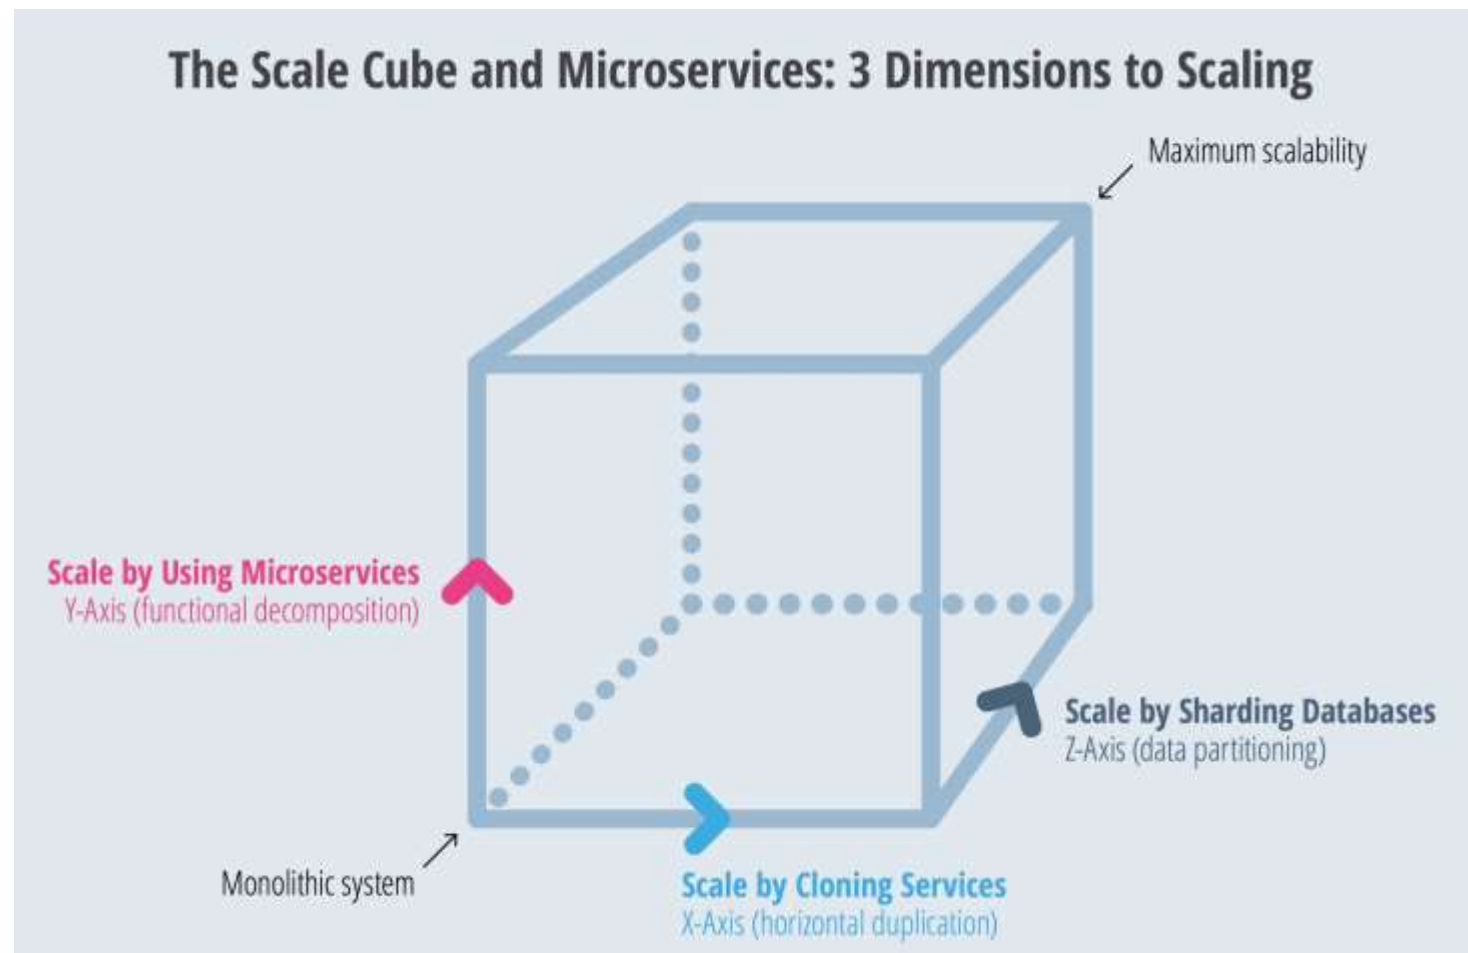 The Scale Cube and Microservices: 3 Dimensions to Scaling
Maximum scalability
Scale by Using Microservices
Y-Axis (functional decomposition)
Scale by Sharding Databases
Z-Axis (data partitioning)
Monolithic system
Scale by Cloning Services
X-Axis (horizontal duplication)